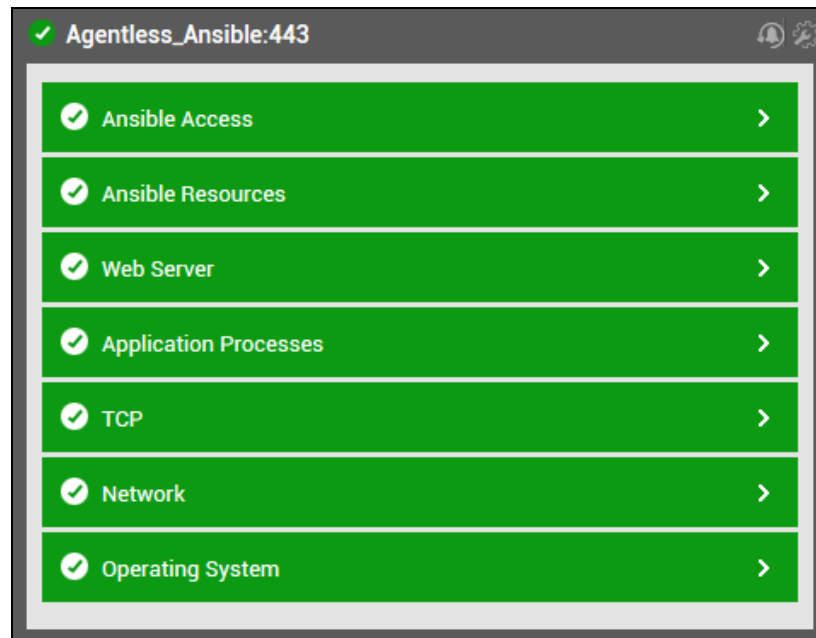 Agentless_Ansible:443
Ansible Access
Ansible Resources
Web Server
Application Processes
TCP
Network
Operating System